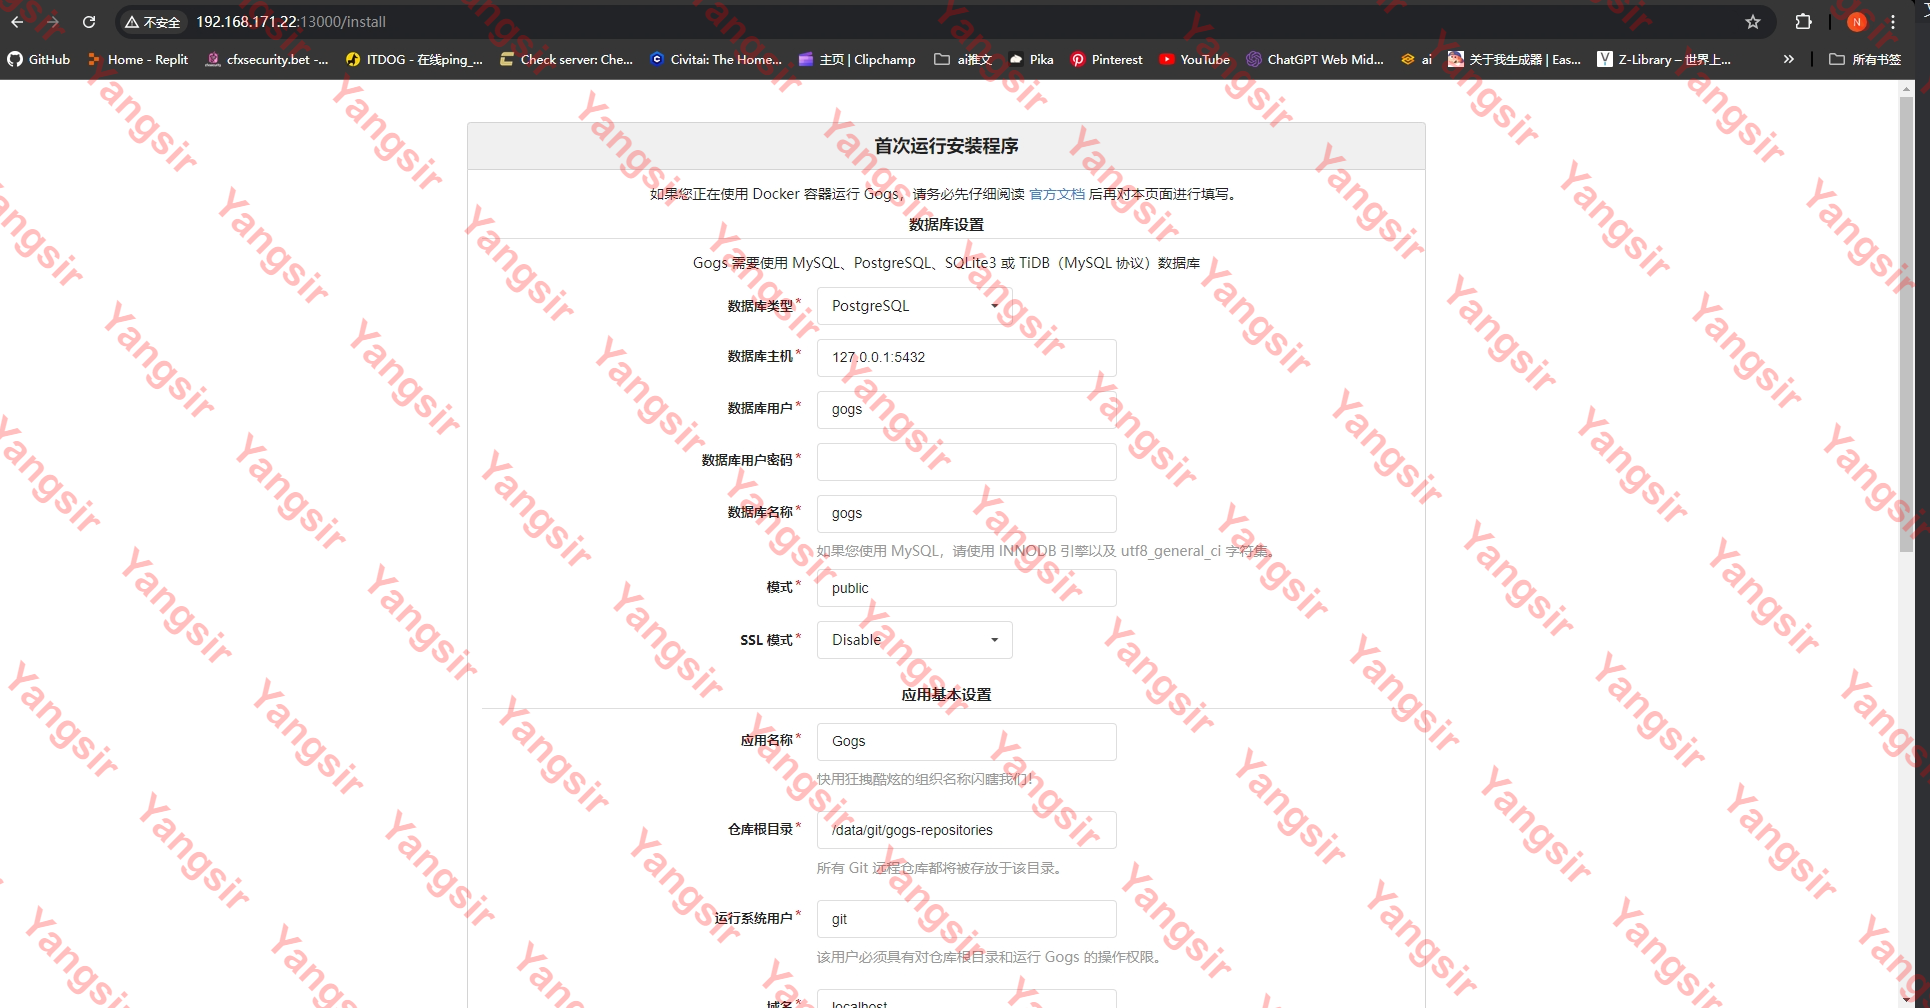 不安全 192.168.171.22:13000/install N
GitHub Home - Replit cfxsecurity.bet -... ITDOG - 在线ping_... Check server: Che... Civitai: The Home... 主页 | Clipchamp ai推文 Pika Pinterest YouTube ChatGPT Web Mid... ai 关于我生成器 | Eas... Z-Library – 世界上... » 所有书签
首次运行安装程序
如果您正在使用 Docker 容器运行 Gogs，请务必先仔细阅读 官方文档 后再对本页面进行填写。
数据库设置
Gogs 需要使用 MySQL、PostgreSQL、SQLite3 或 TiDB（MySQL 协议）数据库
数据库类型* PostgreSQL
数据库主机* 127.0.0.1:5432
数据库用户* gogs
数据库用户密码*
数据库名称* gogs
如果您使用 MySQL，请使用 INNODB 引擎以及 utf8_general_ci 字符集。
模式* public
SSL 模式* Disable
应用基本设置
应用名称* Gogs
快用狂拽酷炫的组织名称闪瞎我们！
仓库根目录* /data/git/gogs-repositories
所有 Git 远程仓库都将被存放于该目录。
运行系统用户* git
该用户必须具有对仓库根目录和运行 Gogs 的操作权限。
域名* localhost
Yangsir